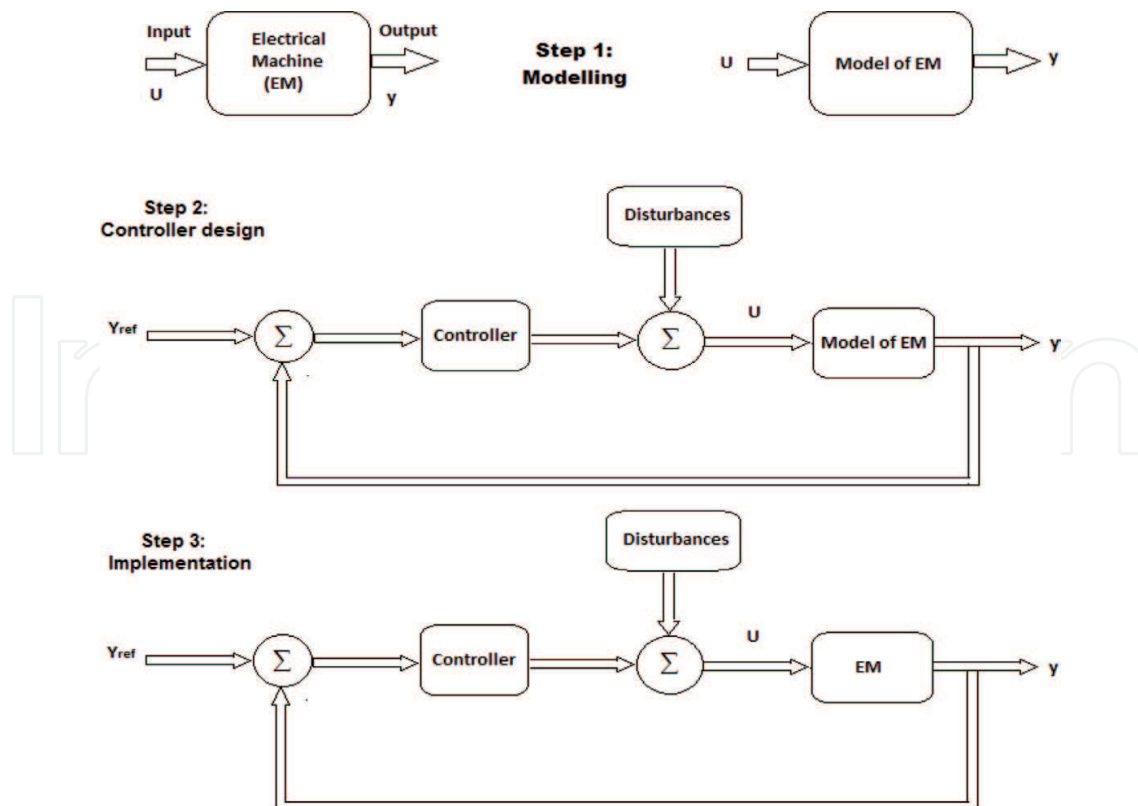 Input
Electrical
Machine
(EM)
Output
U
y
Step 1:
Modelling
U
Model of EM
y
Step 2:
Controller design
Disturbances
Yref
Σ
Controller
Σ
U
Model of EM
y
Step 3:
Implementation
Disturbances
Yref
Σ
Controller
Σ
U
EM
y